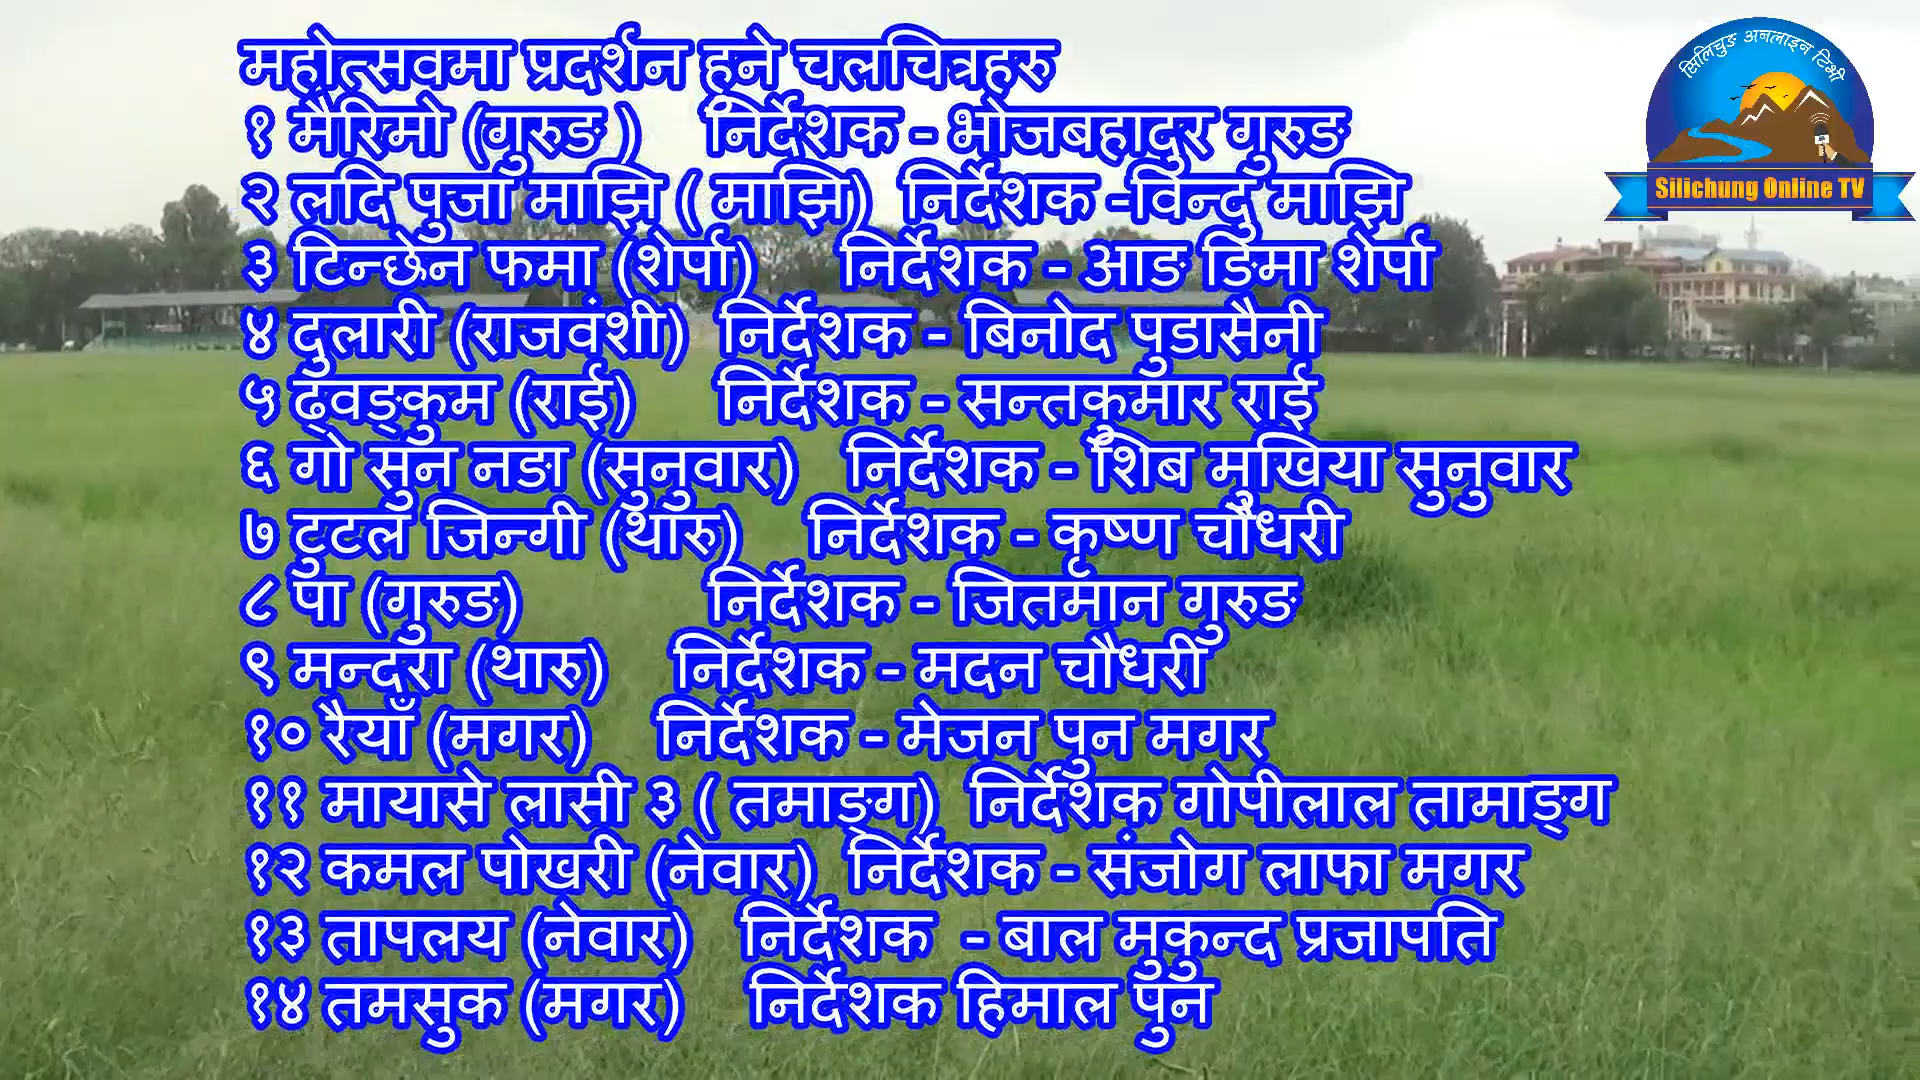 महोत्सवमा प्रदर्शन हुने चलचित्रहरु
१ मैरिमो (गुरुङ ) निर्देशक - भोजबहादुर गुरुङ
२ लदि पुजा माझि ( माझि) निर्देशक -विन्दु माझि
३ टिन्छेन फमा (शेर्पा) निर्देशक - आङ डिमा शेर्पा
४ दुलारी (राजवंशी) निर्देशक - बिनोद पुडासैनी
५ ढ्वङ्कुम (राई) निर्देशक - सन्तकुमार राई
६ गो सुन नङा (सुनुवार) निर्देशक - शिब मुखिया सुनुवार
७ टुटल जिन्गी (थारु) निर्देशक - कृष्ण चौधरी
८ पा (गुरुङ) निर्देशक - जितमान गुरुङ
९ मन्दरा (थारु) निर्देशक - मदन चौधरी
१० रैयाँ (मगर) निर्देशक - मेजन पुन मगर
११ मायासे लासी ३ ( तमाङ्ग) निर्देशक गोपीलाल तामाङ्ग
१२ कमल पोखरी (नेवार) निर्देशक - संजोग लाफा मगर
१३ तापलय (नेवार) निर्देशक - बाल मुकुन्द प्रजापति
१४ तमसुक (मगर) निर्देशक हिमाल पुन
सिलिचुङ अनलाइन टिभी
Silichung Online TV